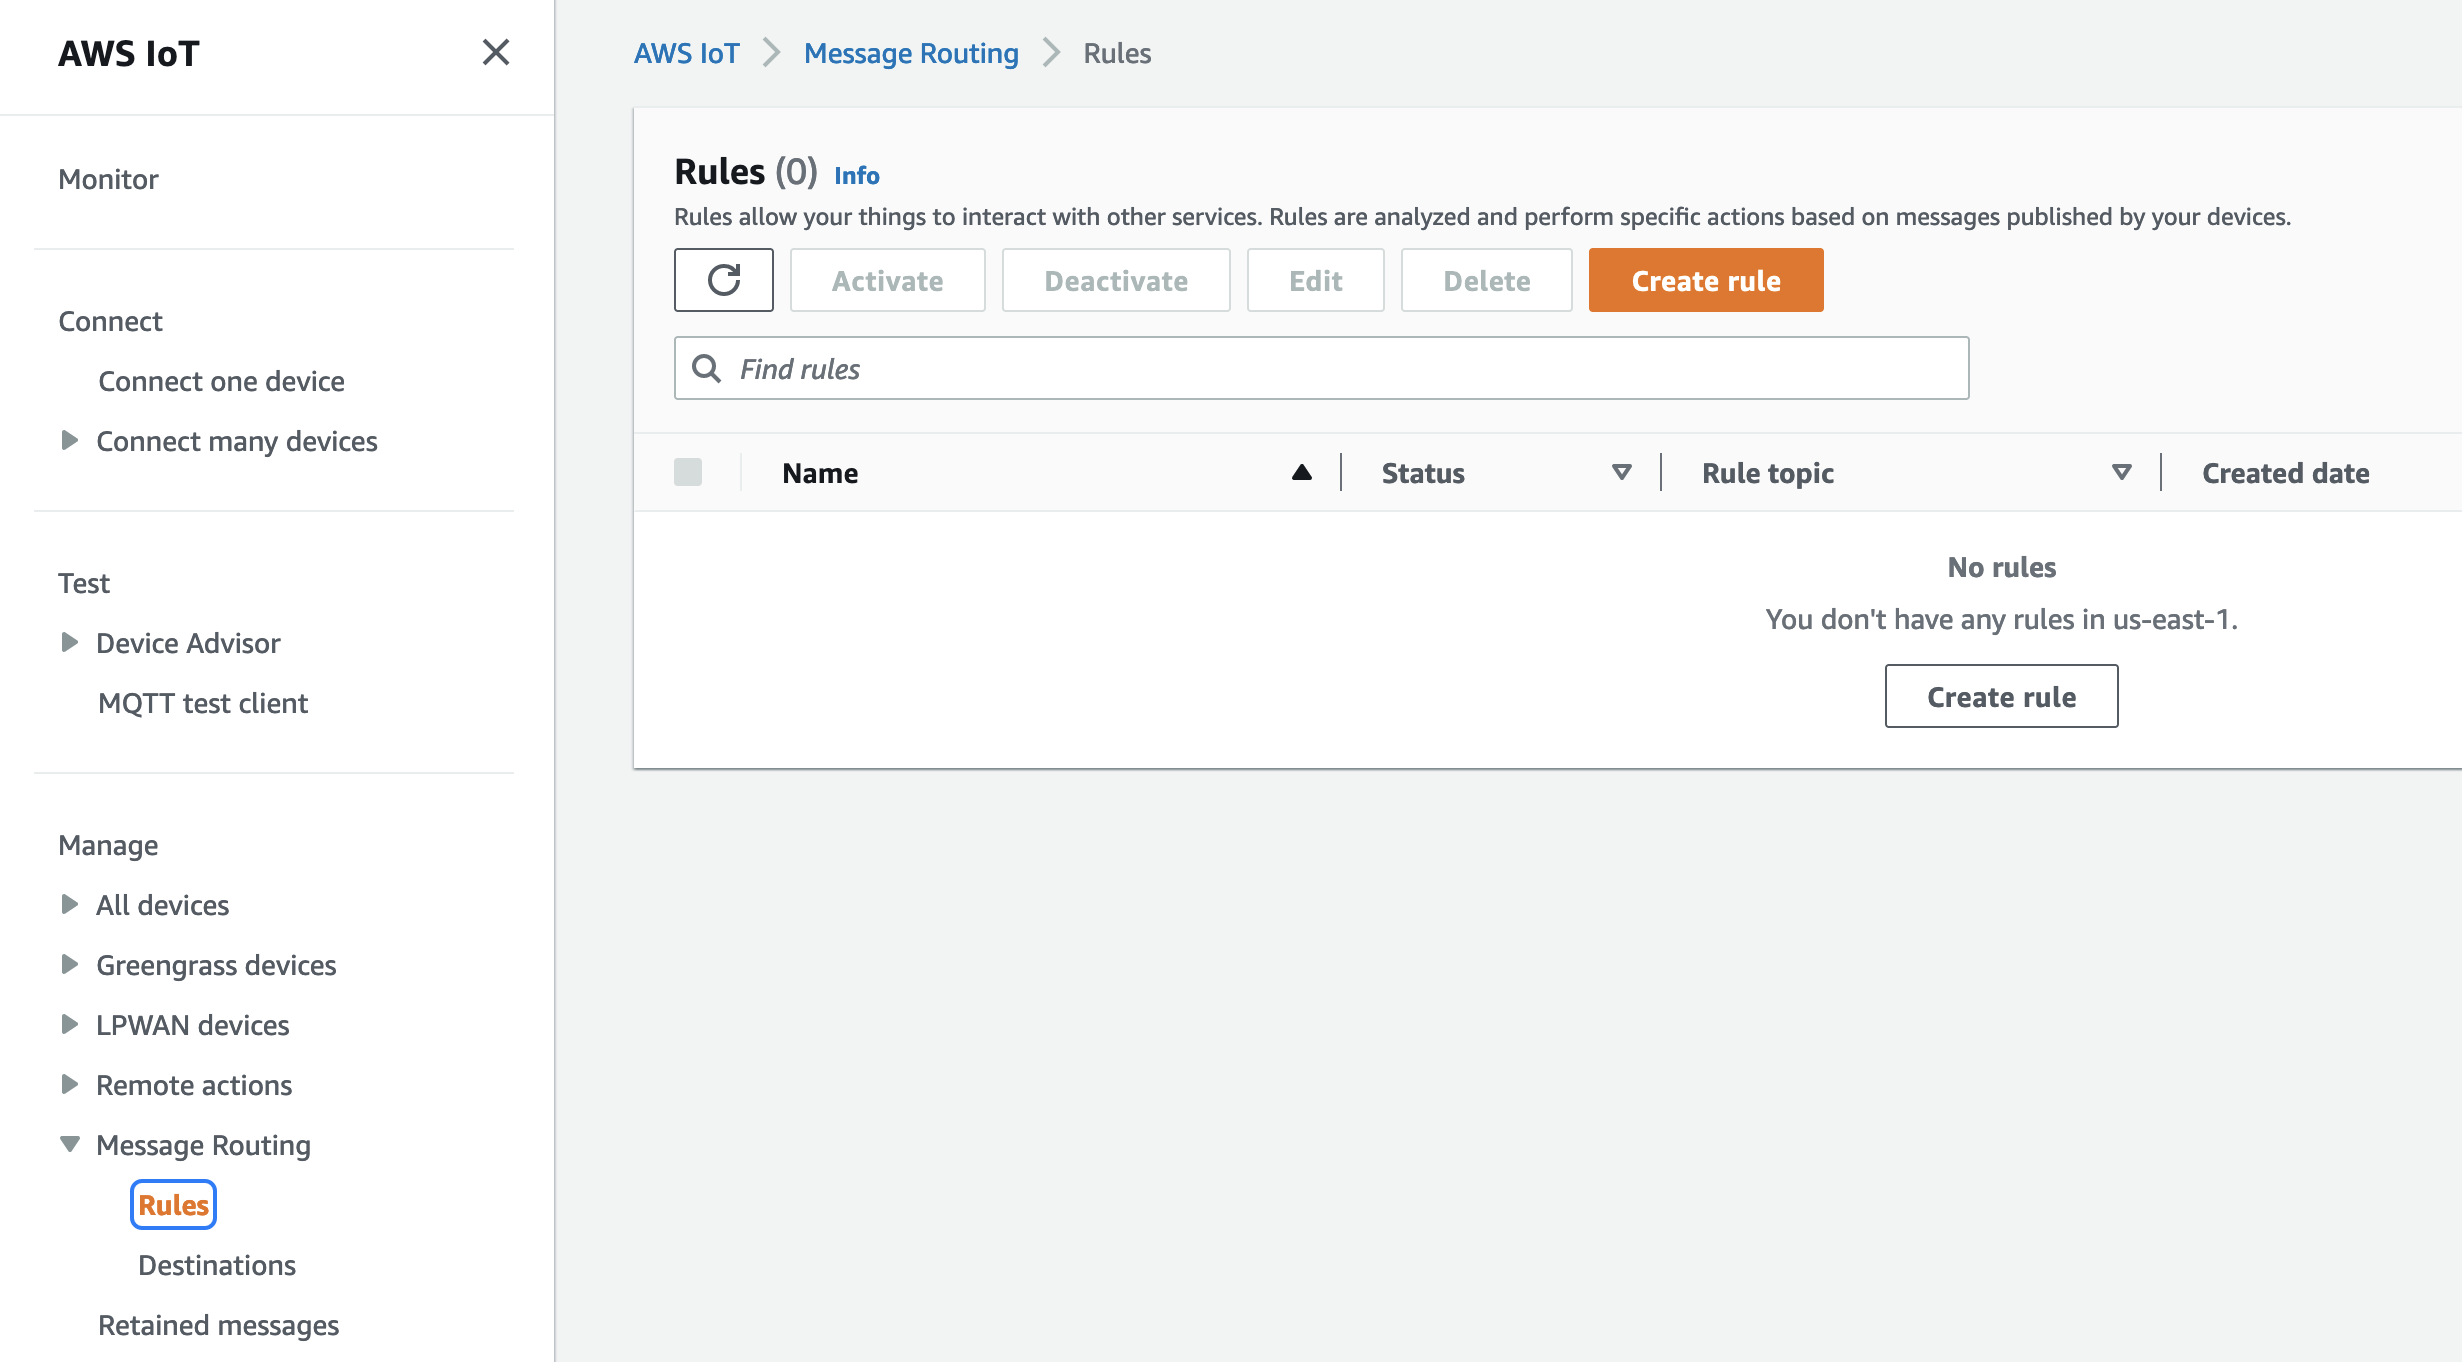 AWS IoT
Monitor
Connect
Connect one device
Connect many devices
Test
Device Advisor
MQTT test client
Manage
All devices
Greengrass devices
LPWAN devices
Remote actions
Message Routing
Rules
Destinations
Retained messages
AWS IoT Message Routing Rules
Rules (0) Info
Rules allow your things to interact with other services. Rules are analyzed and perform specific actions based on messages published by your devices.
Activate Deactivate Edit Delete Create rule
Find rules
Name Status Rule topic Created date
No rules
You don't have any rules in us-east-1.
Create rule